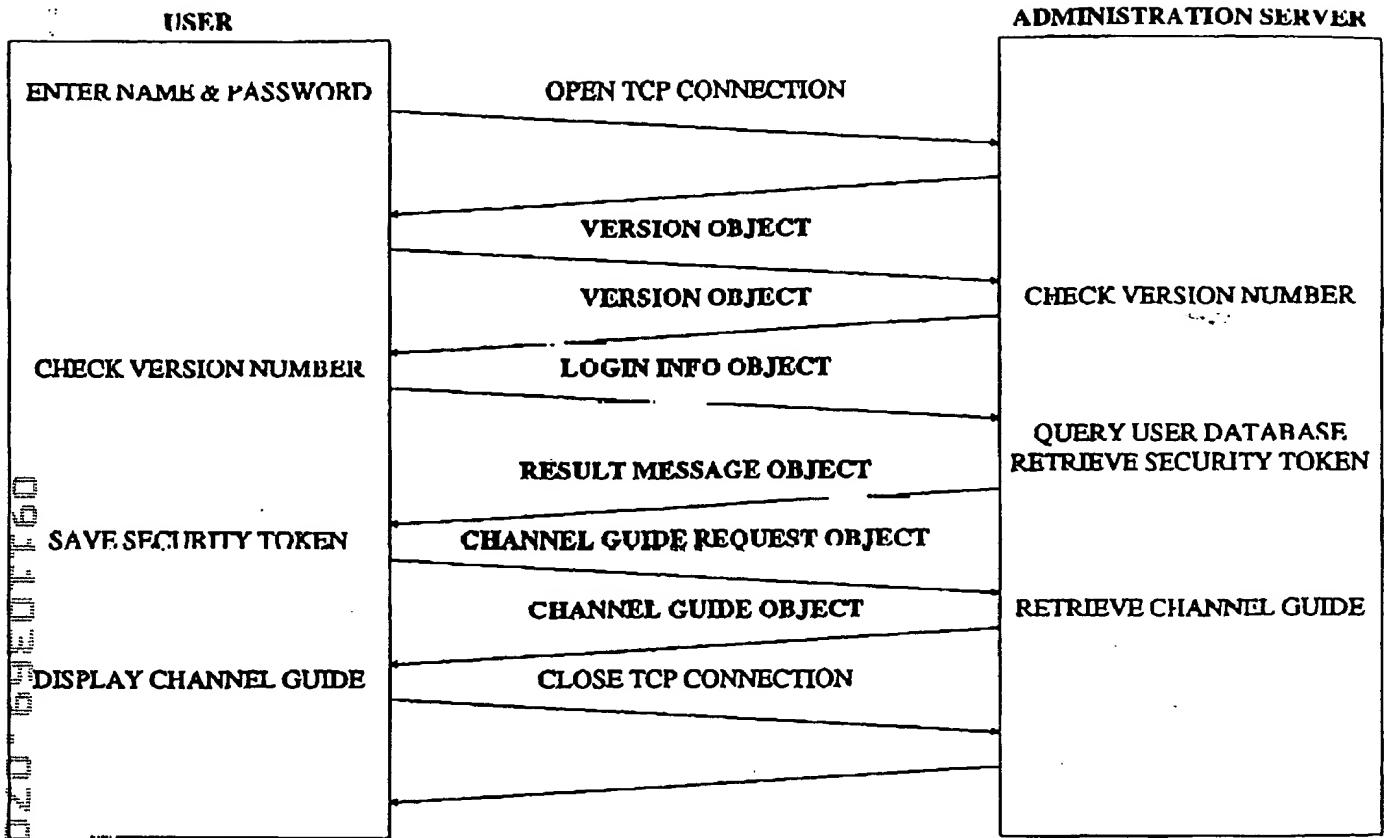 USER
ADMINISTRATION SERVER
ENTER NAME & PASSWORD
OPEN TCP CONNECTION
VERSION OBJECT
VERSION OBJECT
CHECK VERSION NUMBER
CHECK VERSION NUMBER
LOGIN INFO OBJECT
QUERY USER DATABASE
RETRIEVE SECURITY TOKEN
RESULT MESSAGE OBJECT
SAVE SECURITY TOKEN
CHANNEL GUIDE REQUEST OBJECT
CHANNEL GUIDE OBJECT
RETRIEVE CHANNEL GUIDE
DISPLAY CHANNEL GUIDE
CLOSE TCP CONNECTION